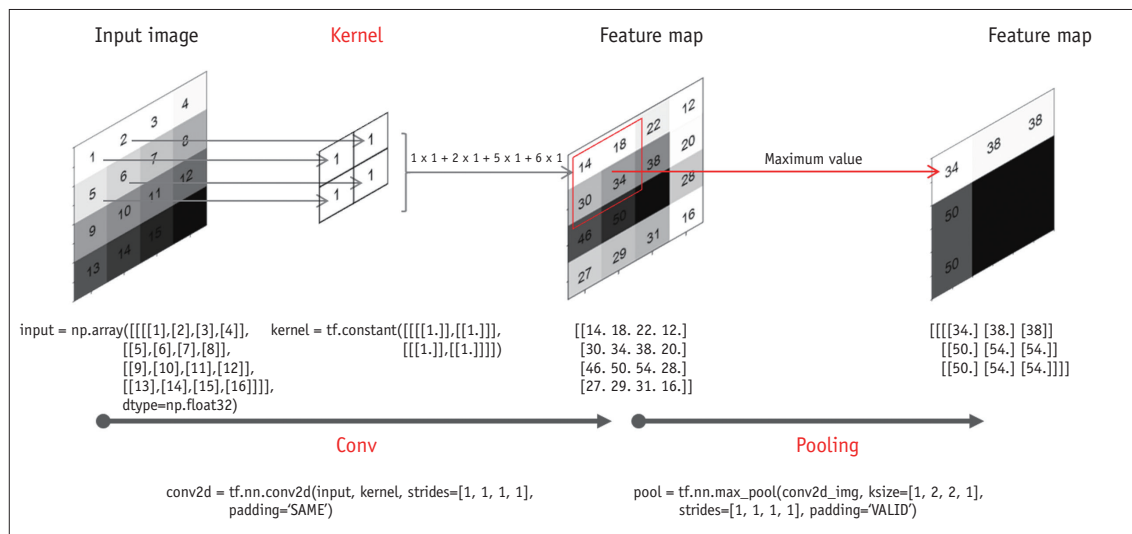 Input image
Kernel
Feature map
Feature map
1 2 3 4
5 6 7 8
9 10 11 12
13 14 15
1 1
1 1
1 x 1 + 2 x 1 + 5 x 1 + 6 x 1
14 18 22 12
30 34 38 20
46 50 28
27 29 31 16
Maximum value
34 38 38
50
50
input = np.array([[[[1],[2],[3],[4]],
[[5],[6],[7],[8]],
[[9],[10],[11],[12]],
[[13],[14],[15],[16]]]],
dtype=np.float32)
kernel = tf.constant([[[[1.]],[[1.]]],
[[[1.]],[[1.]]]])
[[14. 18. 22. 12.]
[30. 34. 38. 20.]
[46. 50. 54. 28.]
[27. 29. 31. 16.]]
[[[[34.] [38.] [38]]
[[50.] [54.] [54.]]
[[50.] [54.] [54.]]]]
Conv
Pooling
conv2d = tf.nn.conv2d(input, kernel, strides=[1, 1, 1, 1],
padding=‘SAME’)
pool = tf.nn.max_pool(conv2d_img, ksize=[1, 2, 2, 1],
strides=[1, 1, 1, 1], padding=‘VALID’)